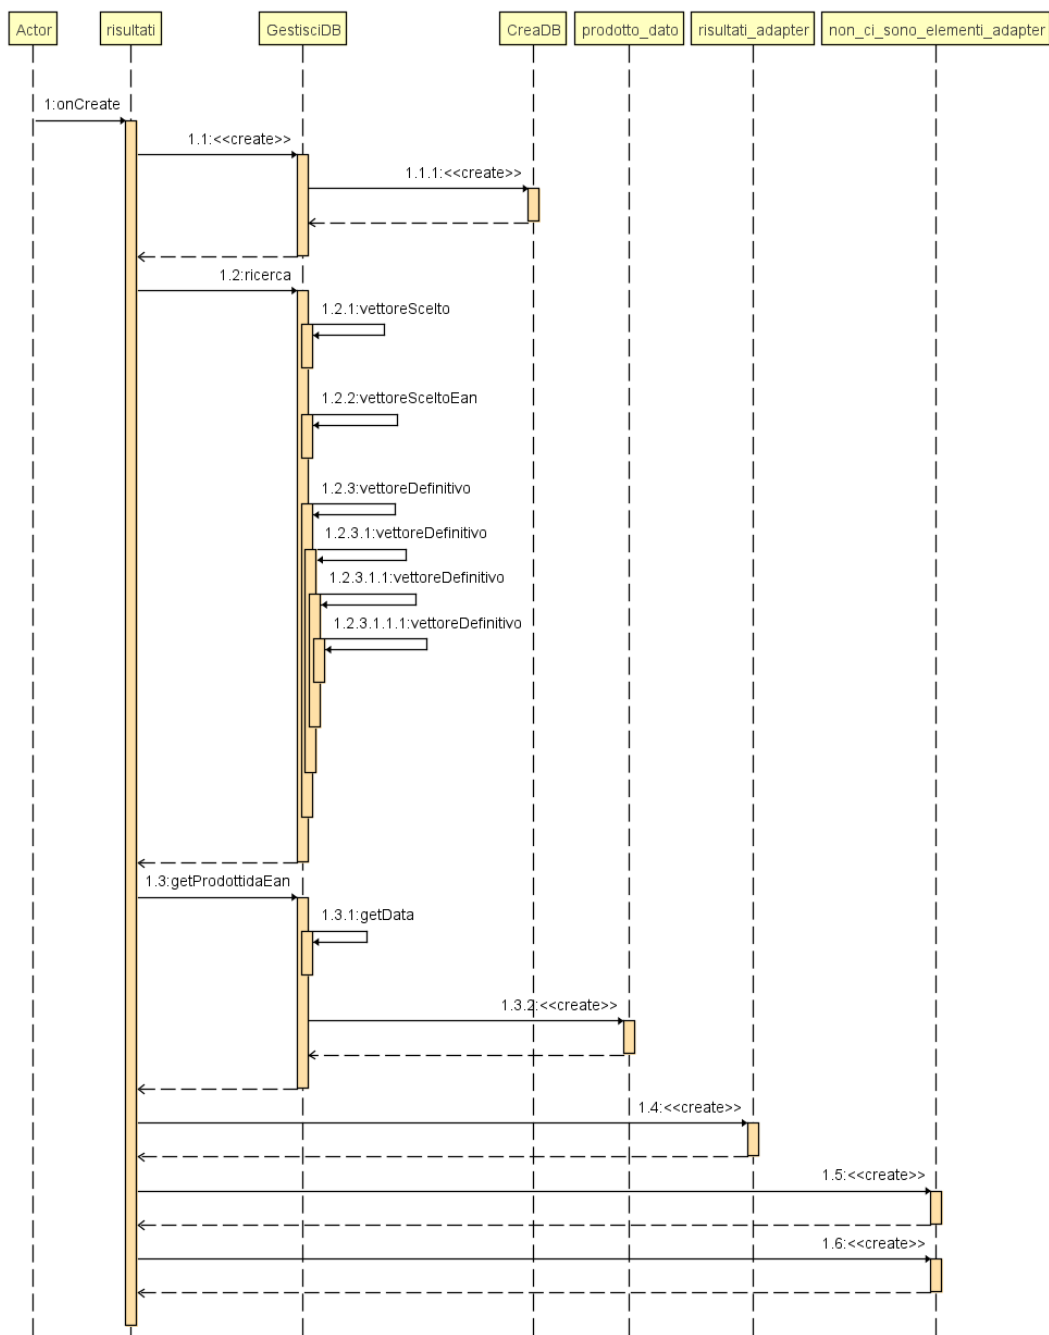 Actor
risultati
GestisciDB
CreaDB
prodotto_dato
risultati_adapter
non_ci_sono_elementi_adapter
1:onCreate
1.1:<<create>>
1.1.1:<<create>>
1.2:ricerca
1.2.1:vettoreScelto
1.2.2:vettoreSceltoEan
1.2.3:vettoreDefinitivo
1.2.3.1:vettoreDefinitivo
1.2.3.1.1:vettoreDefinitivo
1.2.3.1.1.1:vettoreDefinitivo
1.3:getProdottidaEan
1.3.1:getData
1.3.2:<<create>>
1.4:<<create>>
1.5:<<create>>
1.6:<<create>>